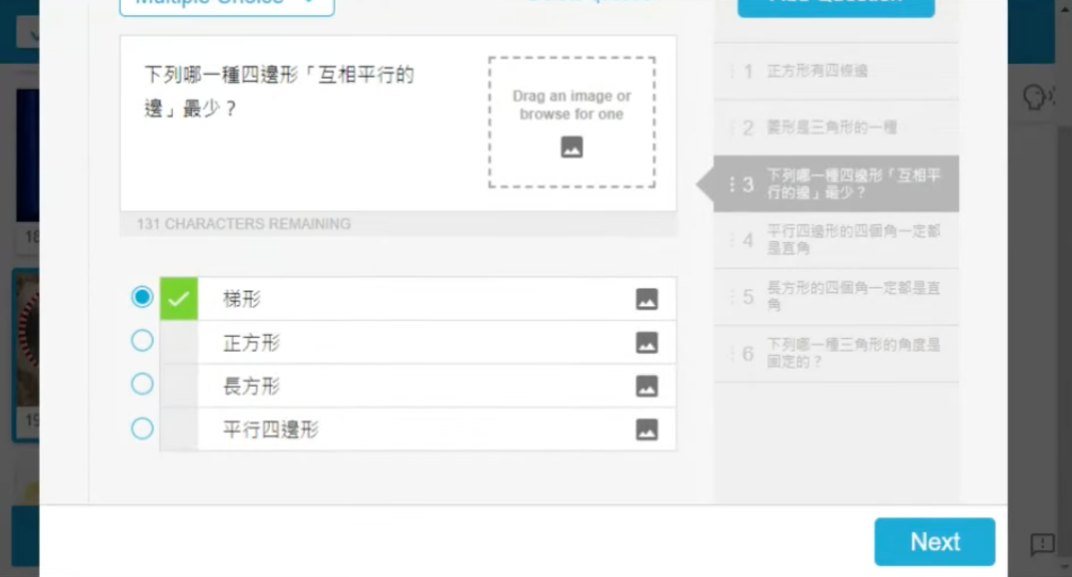 Multiple Choice
下列哪一種四邊形「互相平行的
邊」最少？
Drag an image or
browse for one
131 CHARACTERS REMAINING
梯形
正方形
長方形
平行四邊形
Add Question
1 正方形有四條邊
2 菱形是三角形的一種
3 下列哪一種四邊形「互相平
行的邊」最少？
4 平行四邊形的四個角一定都
是直角
5 長方形的四個角一定都是直
角
6 下列哪一種三角形的角度是
固定的？
Next